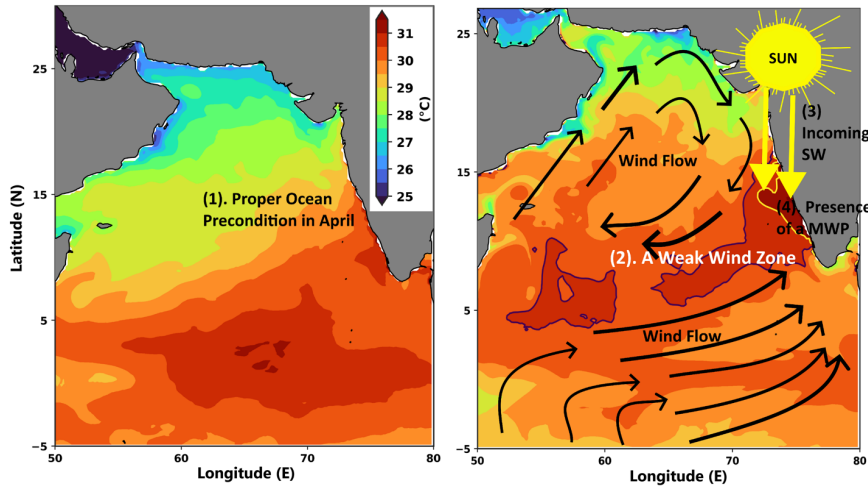 25
15
5
−5
Latitude (N)
50
60
70
80
Longitude (E)
(1). Proper Ocean
Precondition in April
31
30
29
28
27
26
25
(°C)
25
15
5
−5
50
60
70
80
Longitude (E)
SUN
(3)
Incoming
SW
Wind Flow
(4). Presence
of a MWP
(2). A Weak Wind Zone
Wind Flow